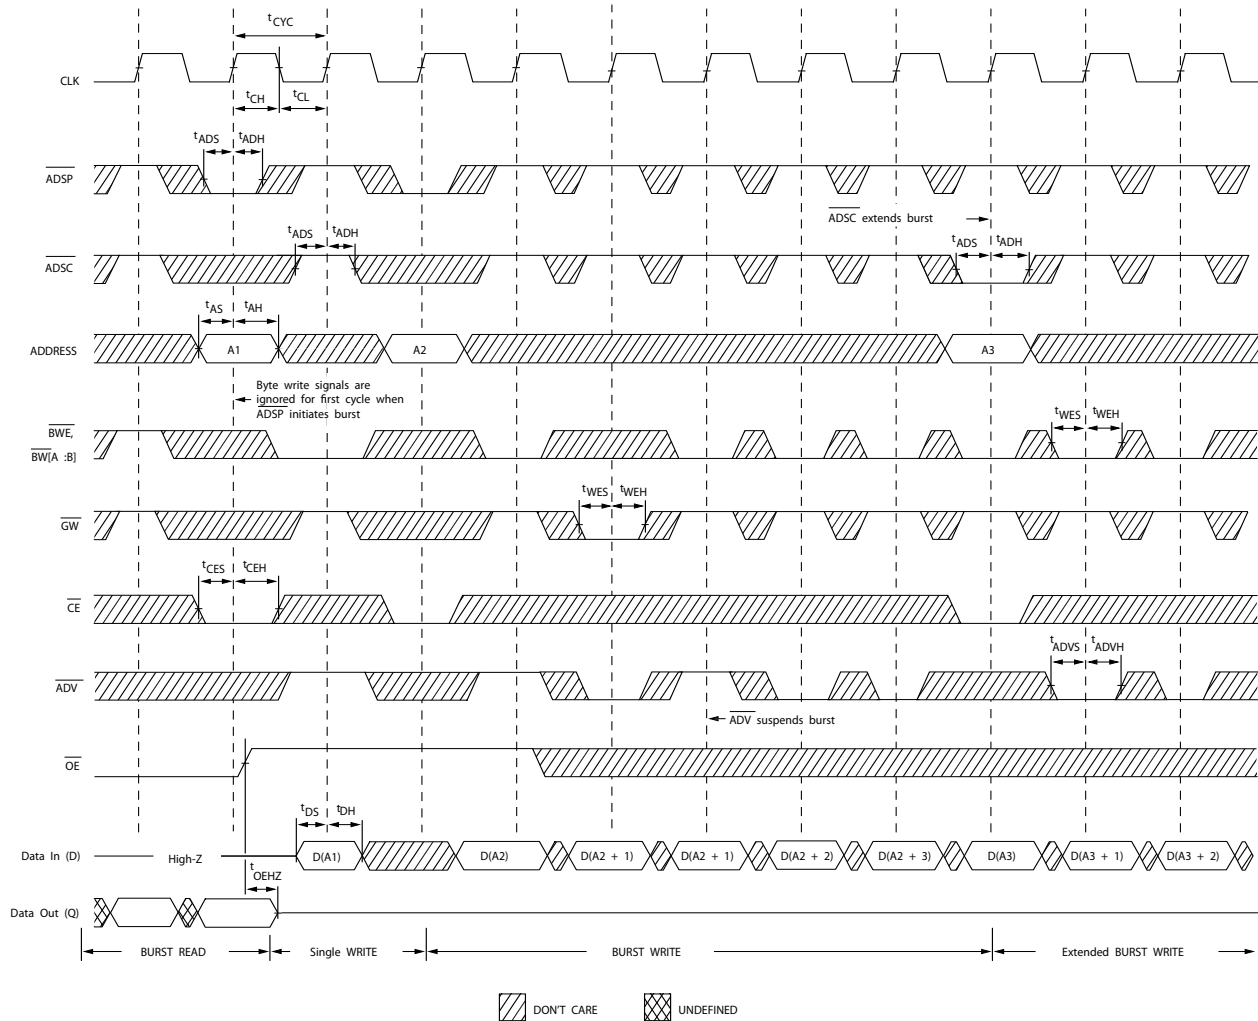 tCYC
CLK
tCH
tCL
tADS
tADH
ADSP
ADSC extends burst
tADS
tADH
tADS
tADH
ADSC
tAS
tAH
ADDRESS
A1
A2
A3
Byte write signals are
ignored for first cycle when
ADSP initiates burst
tWES
tWEH
BWE,
BW[A :B]
tWES
tWEH
GW
tCES
tCEH
CE
tADVS
tADVH
ADV
ADV suspends burst
OE
tDS
tDH
Data In (D)
High-Z
D(A1)
D(A2)
D(A2 + 1)
D(A2 + 1)
D(A2 + 2)
D(A2 + 3)
D(A3)
D(A3 + 1)
D(A3 + 2)
tOEHZ
Data Out (Q)
BURST READ
Single WRITE
BURST WRITE
Extended BURST WRITE
DON'T CARE
UNDEFINED